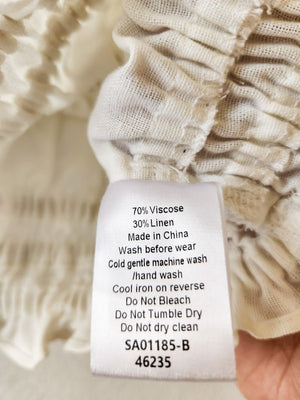 70% Viscose
30% Linen
Made in China
Wash before wear
Cold gentle machine wash
/hand wash
Cool iron on reverse
Do Not Bleach
Do Not Tumble Dry
Do Not dry clean
SA01185-B
46235